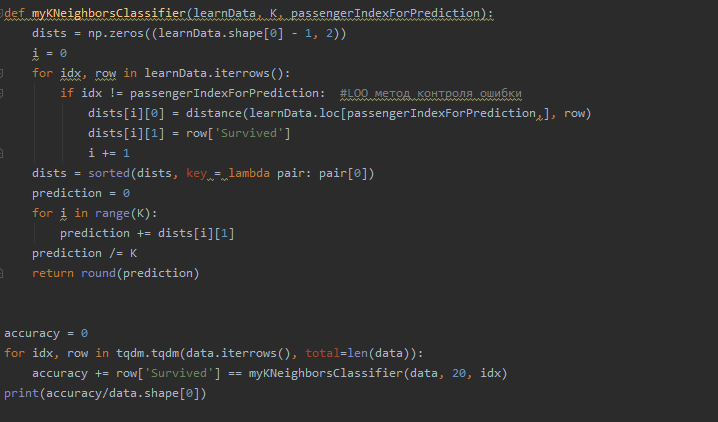 def myKNeighborsClassifier(learnData, K, passengerIndexForPrediction):
    dists = np.zeros((learnData.shape[0] - 1, 2))
    i = 0
    for idx, row in learnData.iterrows():
        if idx != passengerIndexForPrediction:  #LOO метод контроля ошибки
            dists[i][0] = distance(learnData.loc[passengerIndexForPrediction,], row)
            dists[i][1] = row['Survived']
            i += 1
    dists = sorted(dists, key = lambda pair: pair[0])
    prediction = 0
    for i in range(K):
        prediction += dists[i][1]
    prediction /= K
    return round(prediction)
accuracy = 0
for idx, row in tqdm.tqdm(data.iterrows(), total=len(data)):
    accuracy += row['Survived'] == myKNeighborsClassifier(data, 20, idx)
print(accuracy/data.shape[0])